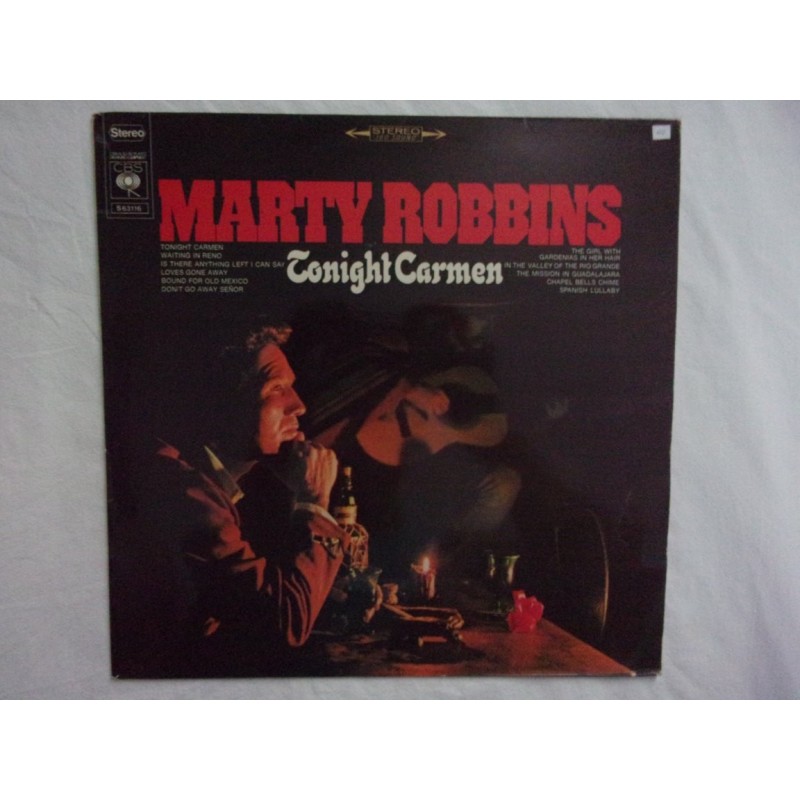 Stereo
STEREO
CBS
S63116
MARTY ROBBINS
Tonight Carmen
TONIGHT CARMEN
WAITING IN RENO
IS THERE ANYTHING LEFT I CAN SAY
LOVES GONE AWAY
BOUND FOR OLD MEXICO
DON'T GO AWAY SEÑOR
THE GIRL WITH
GARDENIAS IN HER HAIR
IN THE VALLEY OF THE RIO GRANDE
THE MISSION IN GUADALAJARA
CHAPEL BELLS CHIME
SPANISH LULLABY